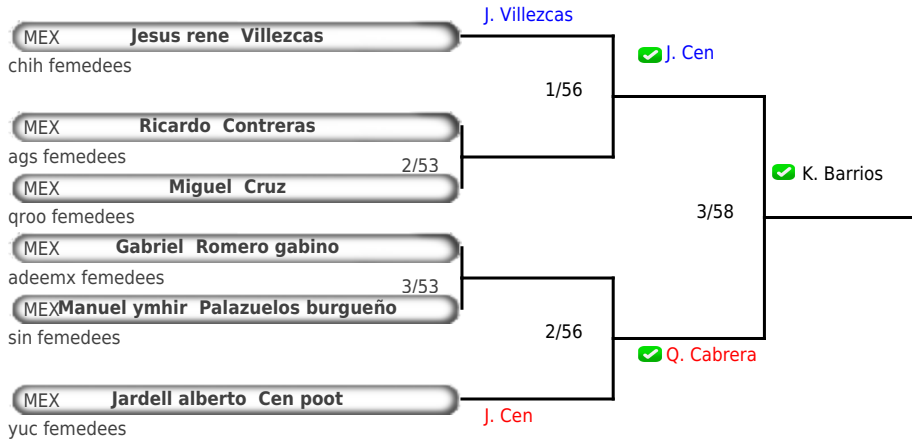 J. Villezcas
MEX Jesus rene Villezcas
chih femedees
J. Cen
1/56
MEX Ricardo Contreras
ags femedees
2/53
MEX Miguel Cruz
qroo femedees
K. Barrios
3/58
MEX Gabriel Romero gabino
adeemx femedees
3/53
MEX Manuel ymhir Palazuelos burgueño
sin femedees
2/56
Q. Cabrera
MEX Jardell alberto Cen poot
yuc femedees
J. Cen